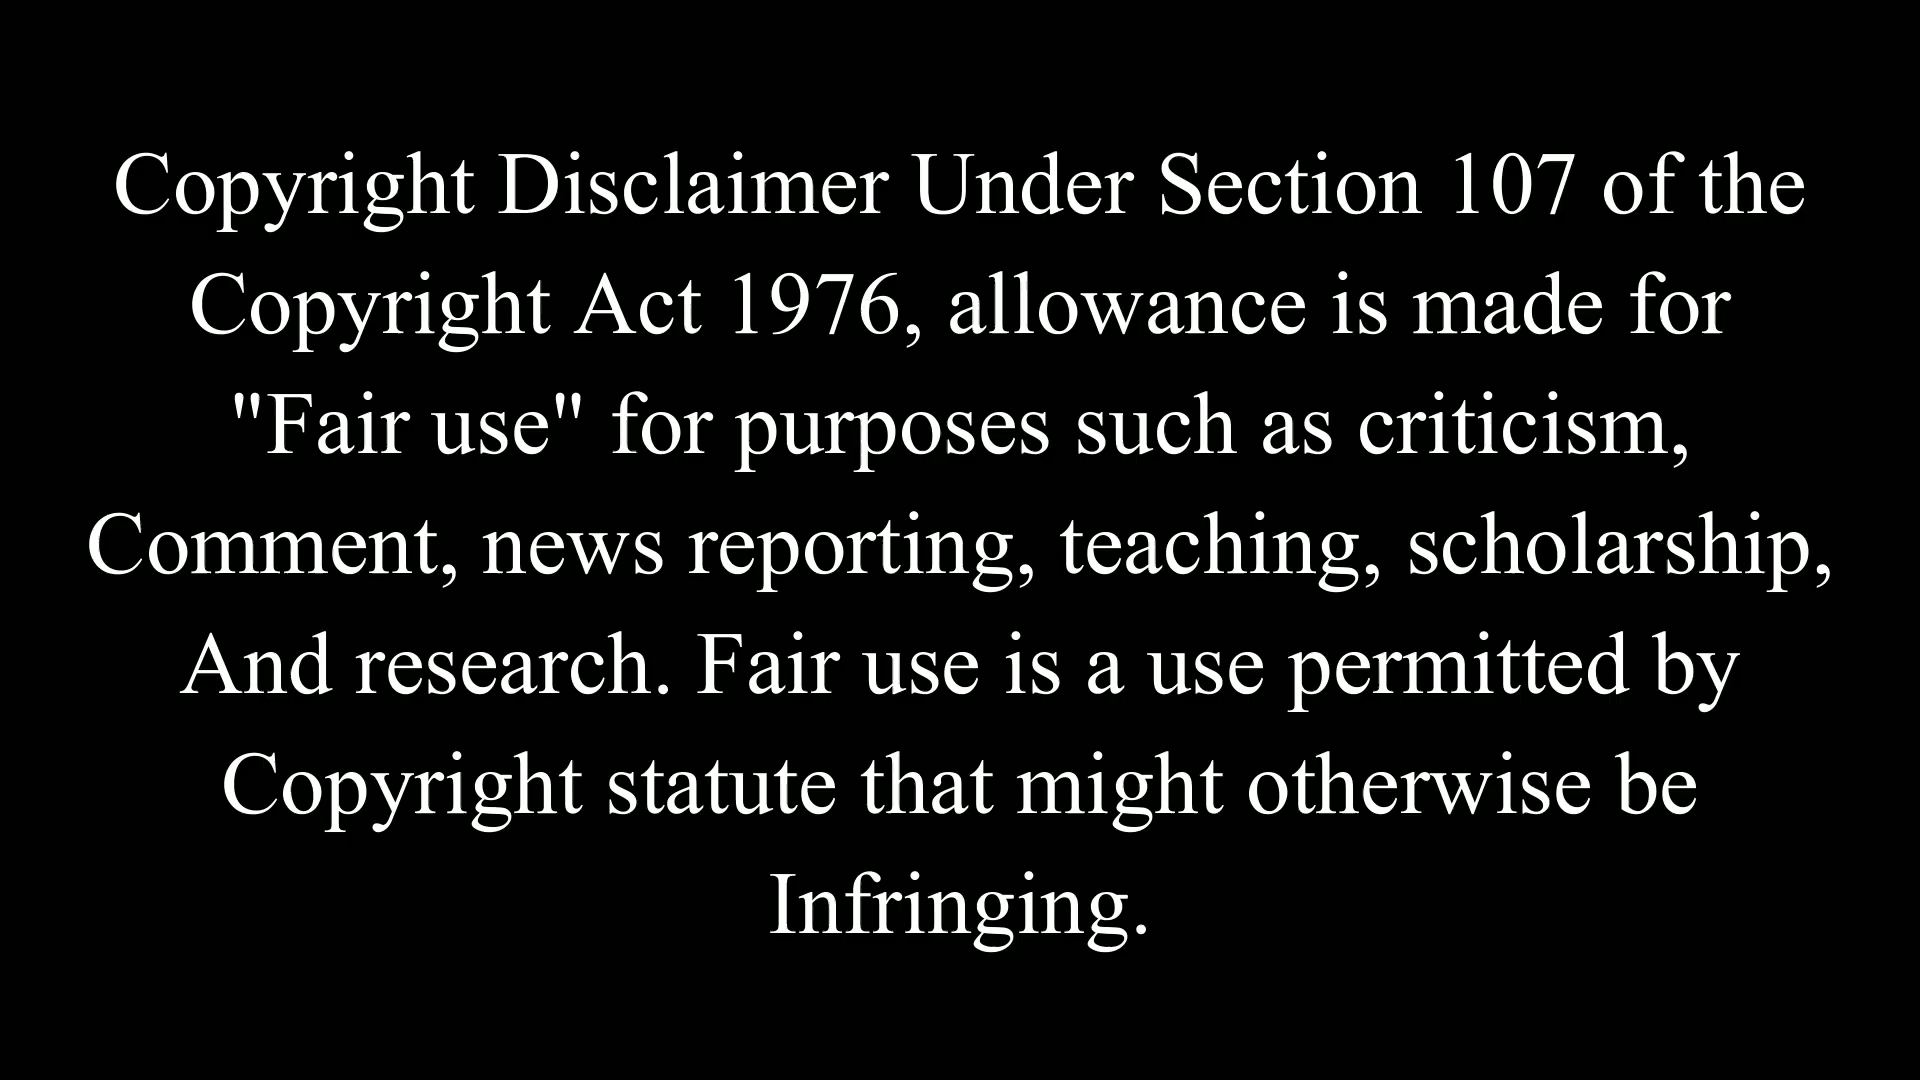 Copyright Disclaimer Under Section 107 of the
Copyright Act 1976, allowance is made for
"Fair use" for purposes such as criticism,
Comment, news reporting, teaching, scholarship,
And research. Fair use is a use permitted by
Copyright statute that might otherwise be
Infringing.